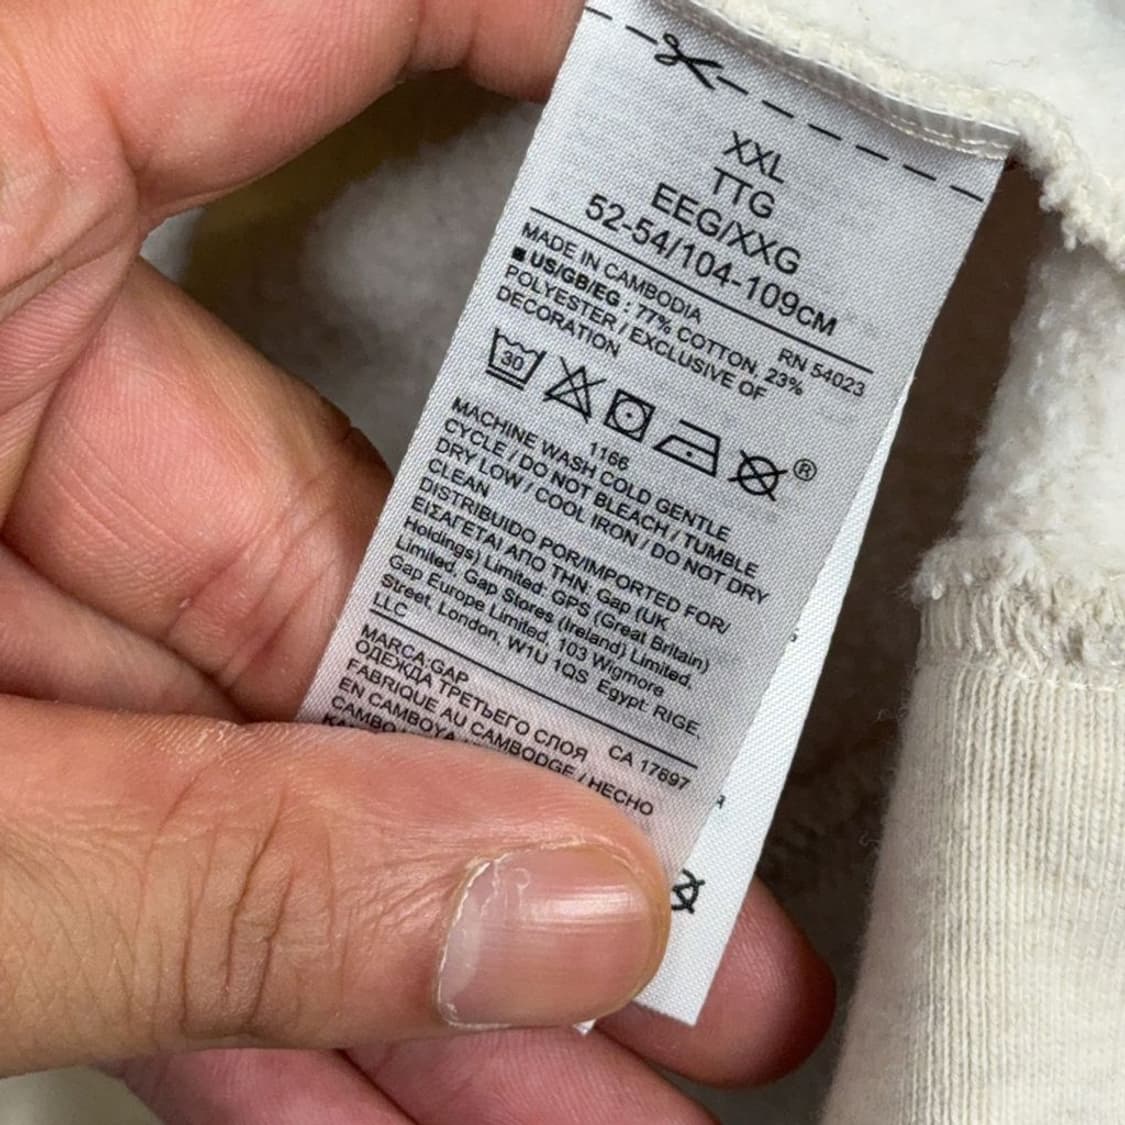 XXL
TTG
EEG/XXG
52-54/104-109CM
MADE IN CAMBODIA
RN 54023
■ US/GB/EG : 77% COTTON, 23%
POLYESTER / EXCLUSIVE OF
DECORATION
30
®
1166
MACHINE WASH COLD GENTLE
CYCLE / DO NOT BLEACH / TUMBLE
DRY LOW / COOL IRON / DO NOT DRY
CLEAN
DISTRIBUIDO POR/IMPORTED FOR/
ΕΙΣΑΓΕΤΑΙ ΑΠΟ ΤΗΝ. Gap (UK
Holdings) Limited, GPS (Great Britain)
Limited, Gap Stores (Ireland) Limited,
Gap Europe Limited, 103 Wigmore
Street, London, W1U 1QS Egypt: RIGE,
LLC
MARCA:GAP
CA 17897
ОДЕЖДА ТРЕТЬЕГО СЛОЯ
FABRIQUE AU CAMBODGE / HECHO
EN CAMBOYA